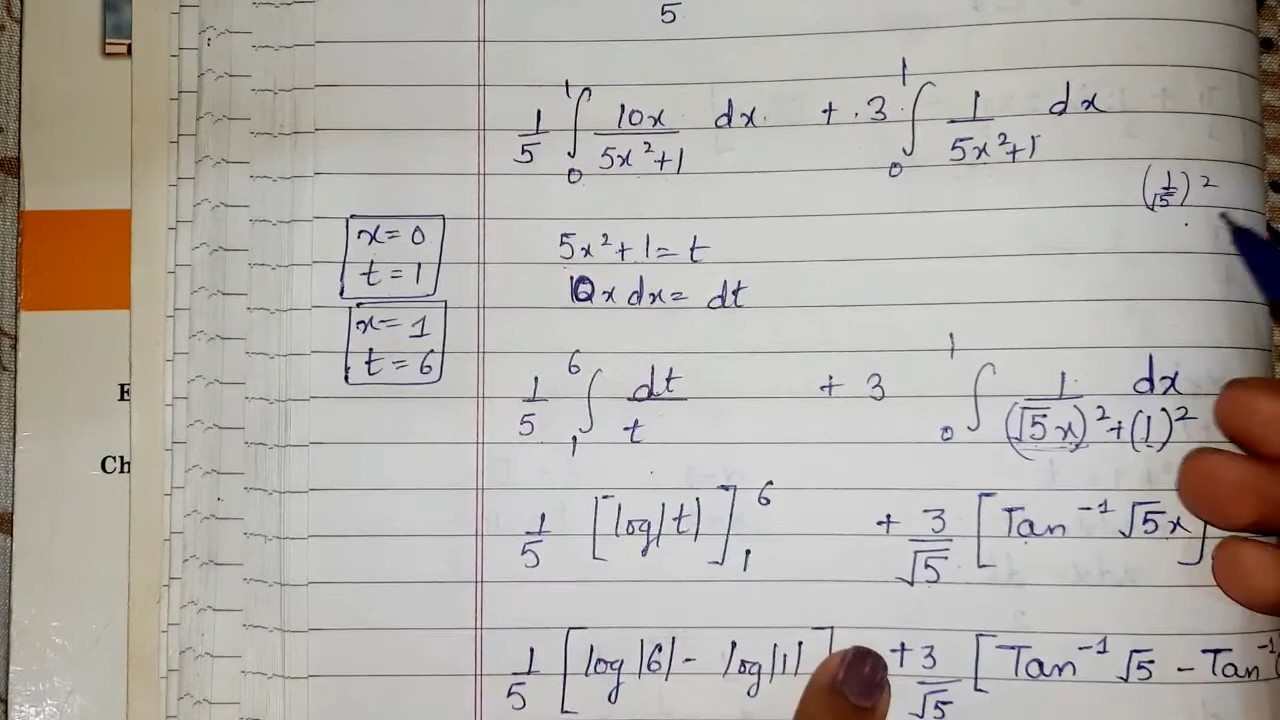 5
1/5 ∫₀¹ 10x/(5x²+1) dx + 3 ∫₀¹ 1/(5x²+1) dx
(1/√5)²
x=0
t=1
5x²+1=t
10x dx = dt
x=1
t=6
1/5 ∫₁⁶ dt/t + 3 ∫₀¹ 1/((√5x)²+(1)²) dx
E
Ch
1/5 [log|t|]₁⁶ + 3/√5 [Tan⁻¹ √5x]
1/5 [log|6| - log|1|] + 3/√5 [Tan⁻¹ √5 - Tan⁻¹